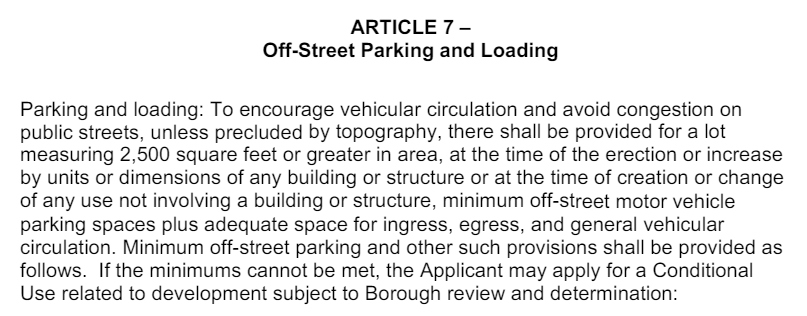 ARTICLE 7 –
Off-Street Parking and Loading
Parking and loading: To encourage vehicular circulation and avoid congestion on
public streets, unless precluded by topography, there shall be provided for a lot
measuring 2,500 square feet or greater in area, at the time of the erection or increase
by units or dimensions of any building or structure or at the time of creation or change
of any use not involving a building or structure, minimum off-street motor vehicle
parking spaces plus adequate space for ingress, egress, and general vehicular
circulation. Minimum off-street parking and other such provisions shall be provided as
follows.  If the minimums cannot be met, the Applicant may apply for a Conditional
Use related to development subject to Borough review and determination: